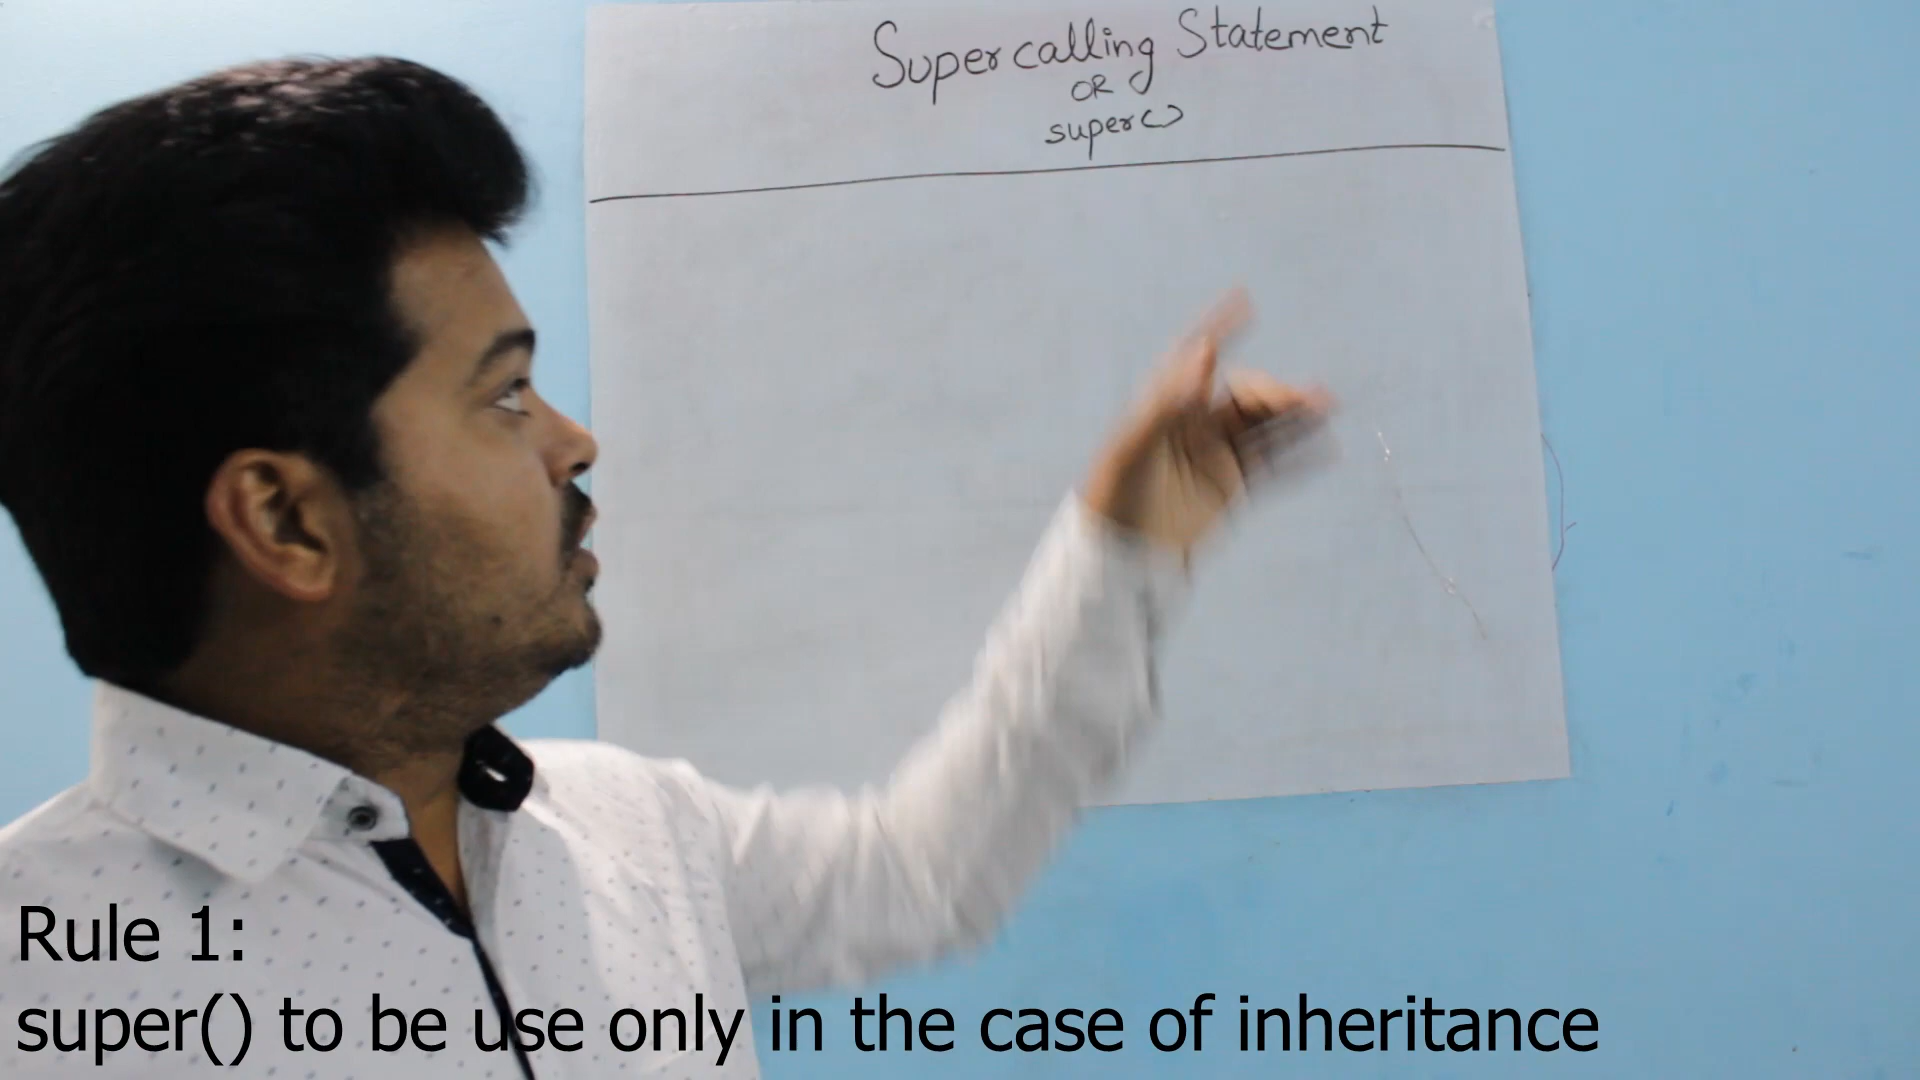 Super calling Statement
OR
super()
Rule 1:
super() to be use only in the case of inheritance